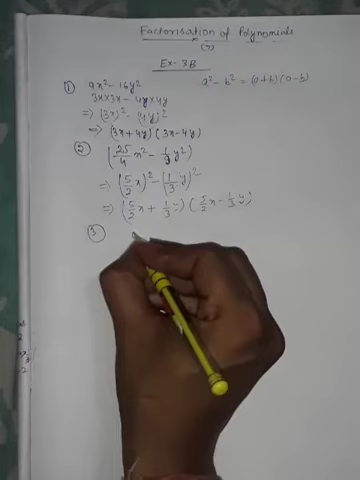 Factorisation of Polynomials
(3)
Ex- 3B
① 9x² - 16y²    a² - b² = (a+b) (a-b)
3x×3x - 4y×4y
⇒ (3x)² - (4y)²
⇒ (3x+4y) (3x-4y)
② (25/4 x² - 1/9 y²)
⇒ (5/2 x)² - (1/3 y)²
⇒ (5/2 x + 1/3 y) (5/2 x - 1/3 y)
③